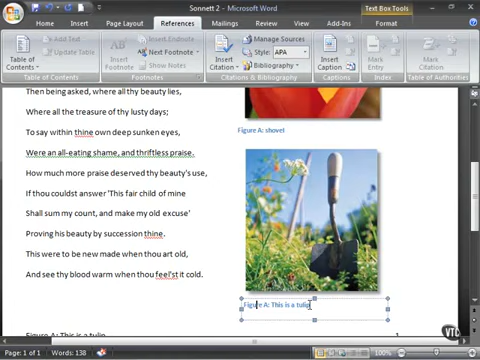 Sonnett 2 - Microsoft Word
Text Box Tools
Home Insert Page Layout References Mailings Review View Add-Ins Format
Table of Contents
Add Text
Update Table
Table of Contents
Insert Footnote
Insert Endnote
Next Footnote
Show Notes
Footnotes
Insert Citation
Manage Sources
Style: APA
Bibliography
Citations & Bibliography
Insert Caption
Captions
Mark Entry
Index
Mark Citation
Table of Authorities
Then being asked, where all thy beauty lies,
Where all the treasure of thy lusty days;
To say within thine own deep sunken eyes,
Were an all-eating shame, and thriftless praise.
How much more praise deserved thy beauty's use,
If thou couldst answer 'This fair child of mine
Shall sum my count, and make my old excuse'
Proving his beauty by succession thine.
This were to be new made when thou art old,
And see thy blood warm when thou feel'st it cold.
Figure A: shovel
Figure A: This is a tulip
Figure A: This is a tulip 1
VTC
Page: 1 of 1 Words: 138 100%